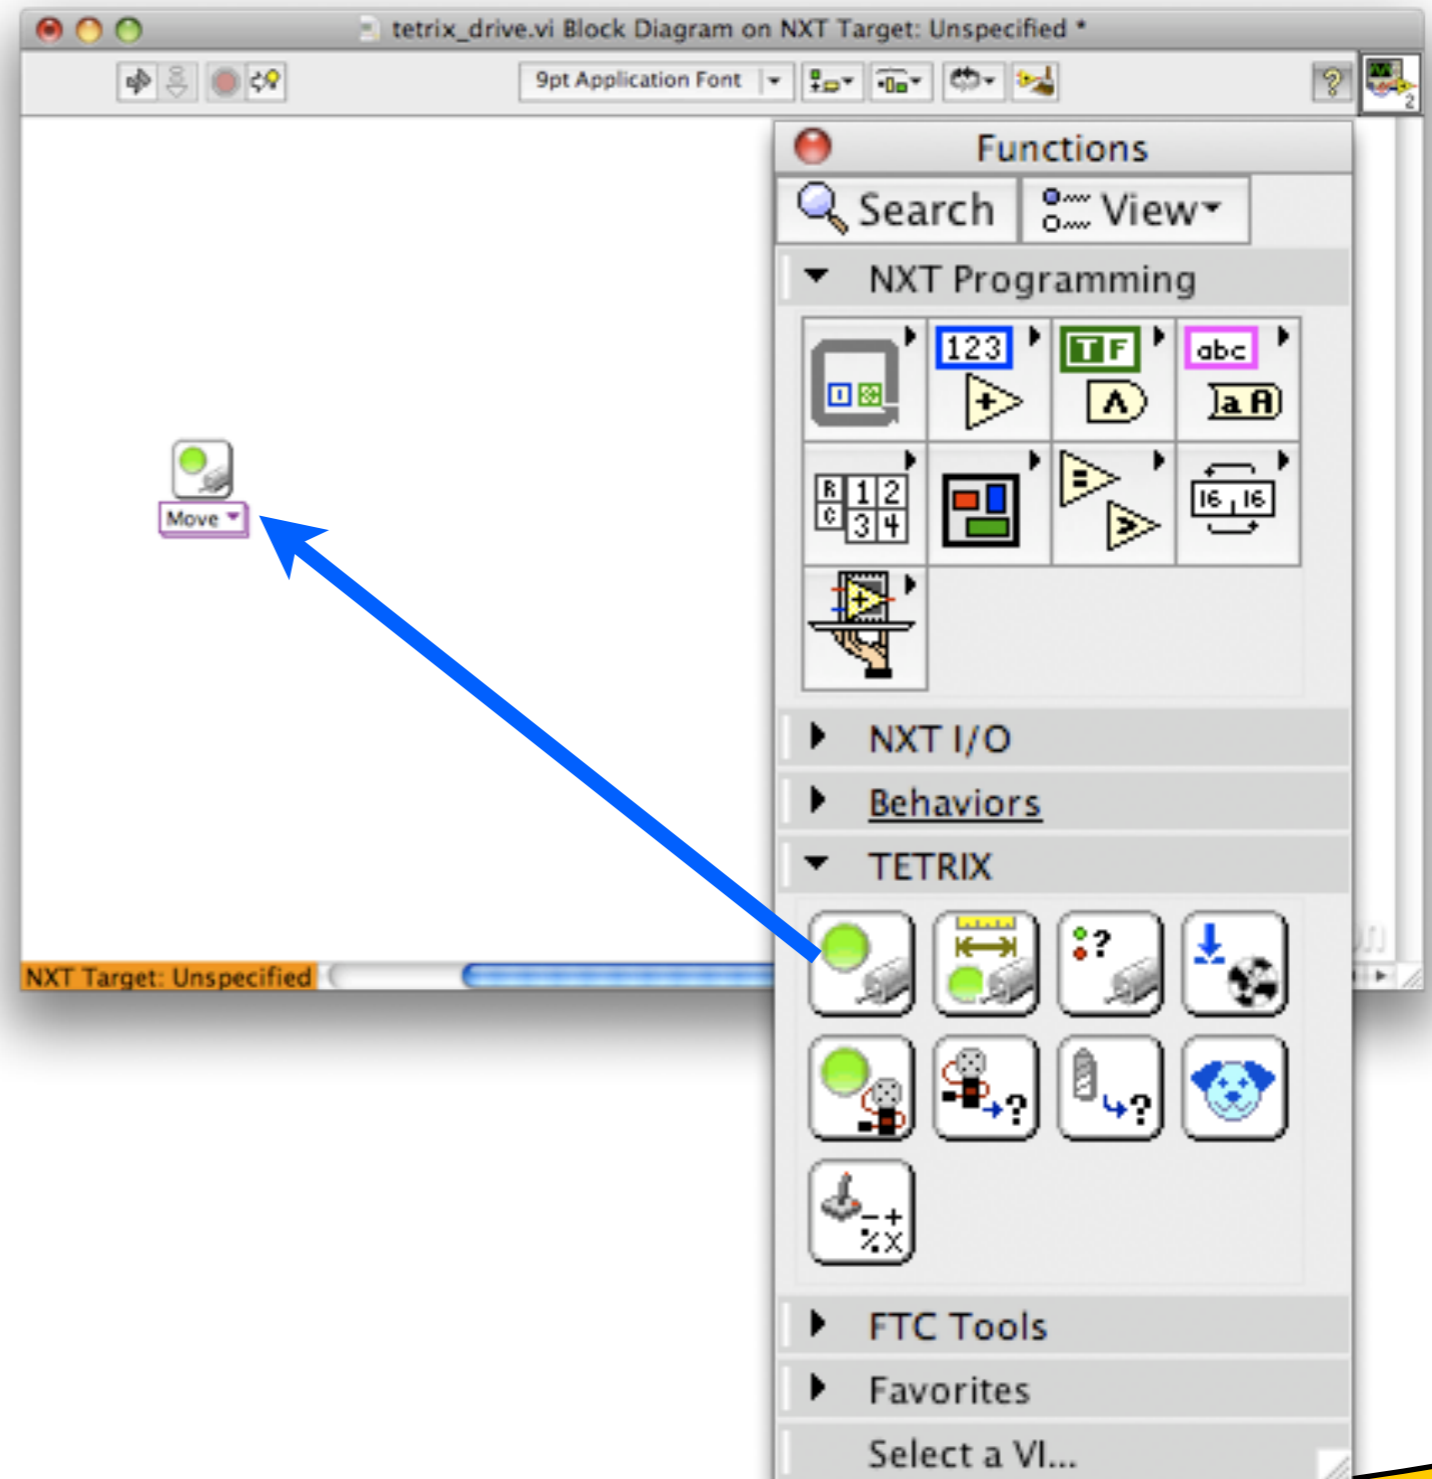 tetrix_drive.vi Block Diagram on NXT Target: Unspecified *
9pt Application Font
?
2
Functions
Search
View
NXT Programming
123
TF
abc
+
Λ
a A
R 1 2
C 3 4
=
>
16 16
+
NXT I/O
Behaviors
TETRIX
?
? ?
- +
% X
FTC Tools
Favorites
Select a VI...
Move
NXT Target: Unspecified